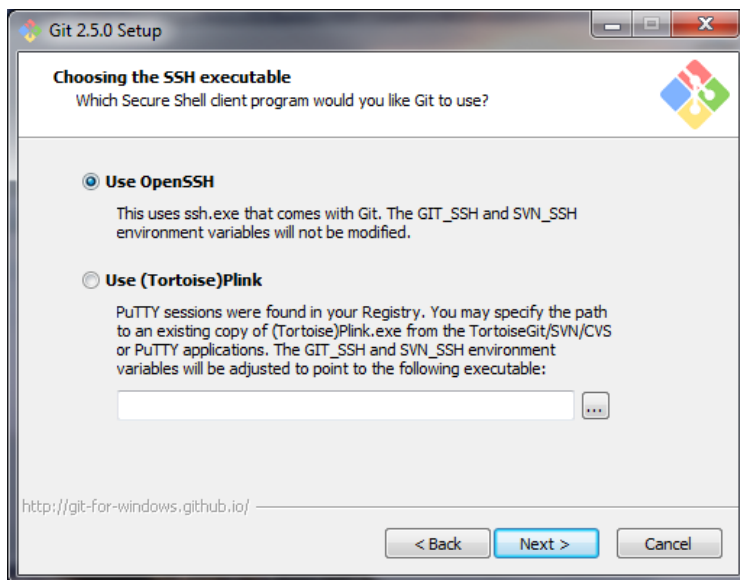 Git 2.5.0 Setup
Choosing the SSH executable
Which Secure Shell client program would you like Git to use?
Use OpenSSH
This uses ssh.exe that comes with Git. The GIT_SSH and SVN_SSH
environment variables will not be modified.
Use (Tortoise)Plink
PuTTY sessions were found in your Registry. You may specify the path
to an existing copy of (Tortoise)Plink.exe from the TortoiseGit/SVN/CVS
or PuTTY applications. The GIT_SSH and SVN_SSH environment
variables will be adjusted to point to the following executable:
...
http://git-for-windows.github.io/
< Back Next > Cancel